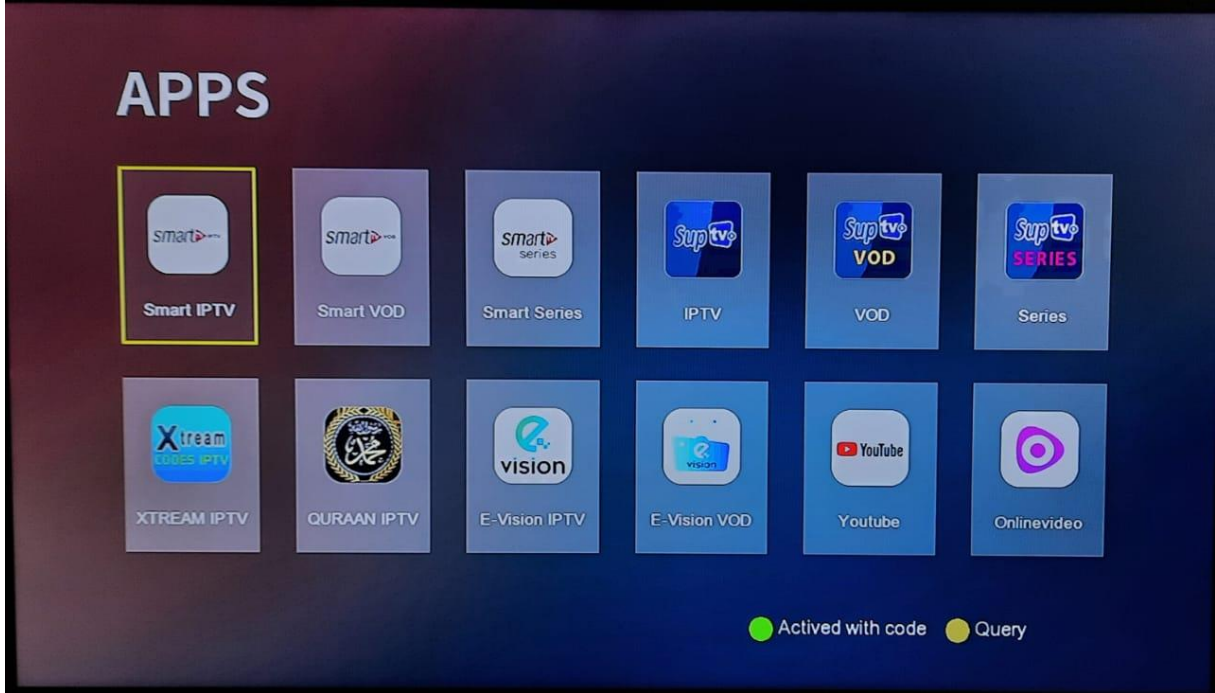 APPS
smart IPTV
smart VOD
smart
series
Sup tv
Sup tv
VOD
Sup tv
SERIES
Smart IPTV
Smart VOD
Smart Series
IPTV
VOD
Series
Xtream
CODES IPTV
محمد
e
vision
e
vision
YouTube
XTREAM IPTV
QURAAN IPTV
E-Vision IPTV
E-Vision VOD
Youtube
Onlinevideo
Actived with code
Query